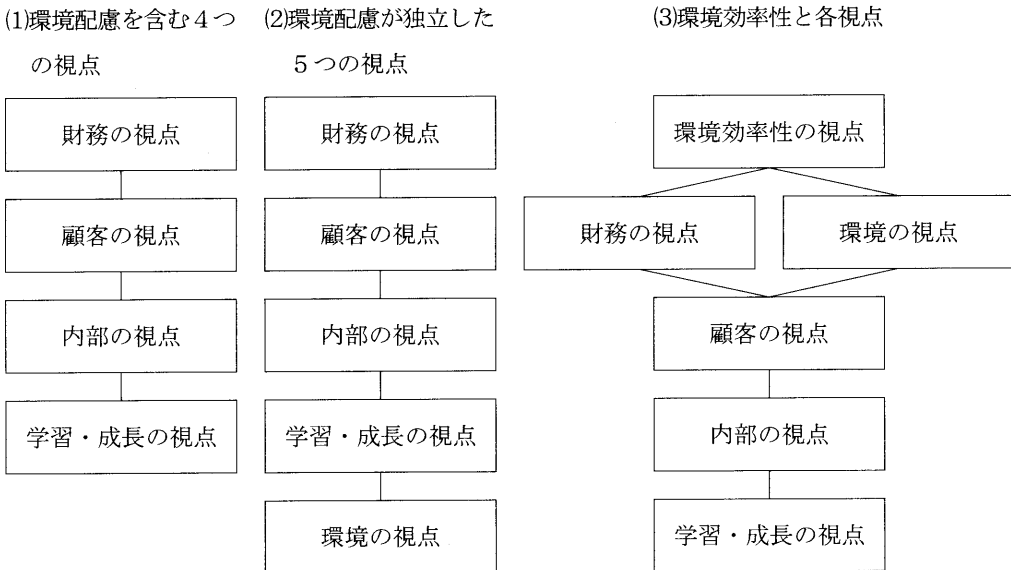 (1)環境配慮を含む4つ
の視点
財務の視点
顧客の視点
内部の視点
学習・成長の視点
(2)環境配慮が独立した
5つの視点
財務の視点
顧客の視点
内部の視点
学習・成長の視点
環境の視点
(3)環境効率性と各視点
環境効率性の視点
財務の視点
環境の視点
顧客の視点
内部の視点
学習・成長の視点